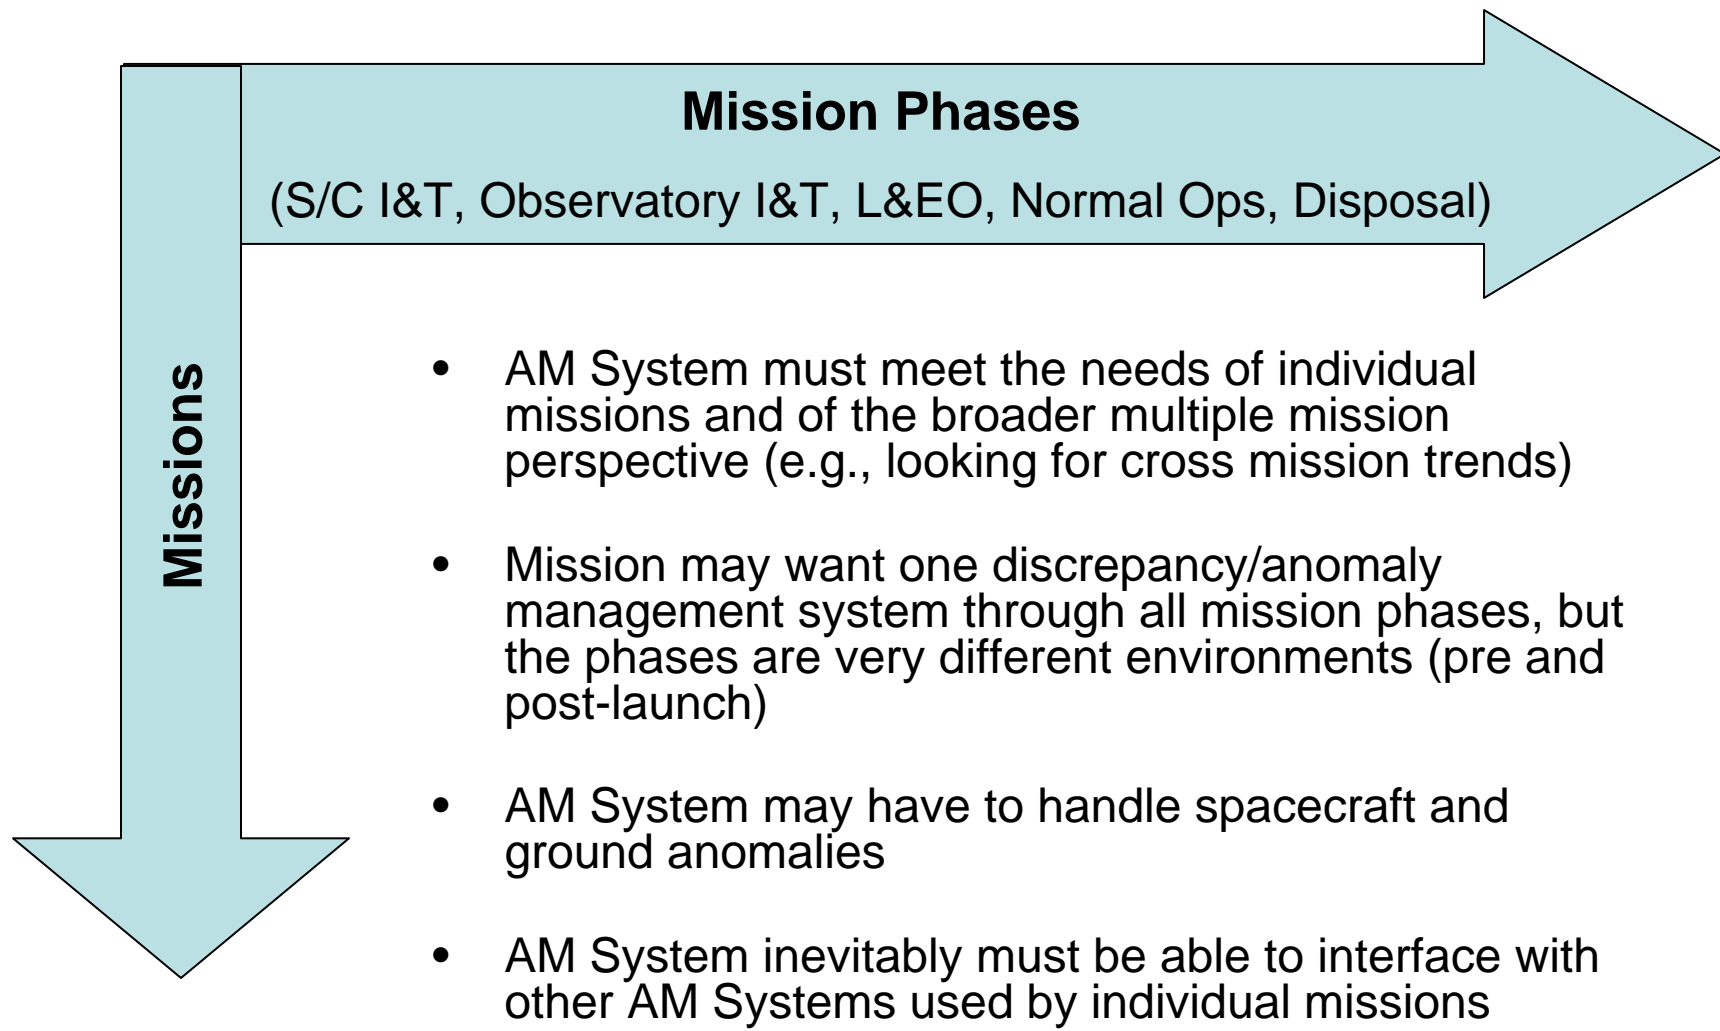 Mission Phases
(S/C I&T, Observatory I&T, L&EO, Normal Ops, Disposal)
Missions
• AM System must meet the needs of individual
missions and of the broader multiple mission
perspective (e.g., looking for cross mission trends)
• Mission may want one discrepancy/anomaly
management system through all mission phases, but
the phases are very different environments (pre and
post-launch)
• AM System may have to handle spacecraft and
ground anomalies
• AM System inevitably must be able to interface with
other AM Systems used by individual missions